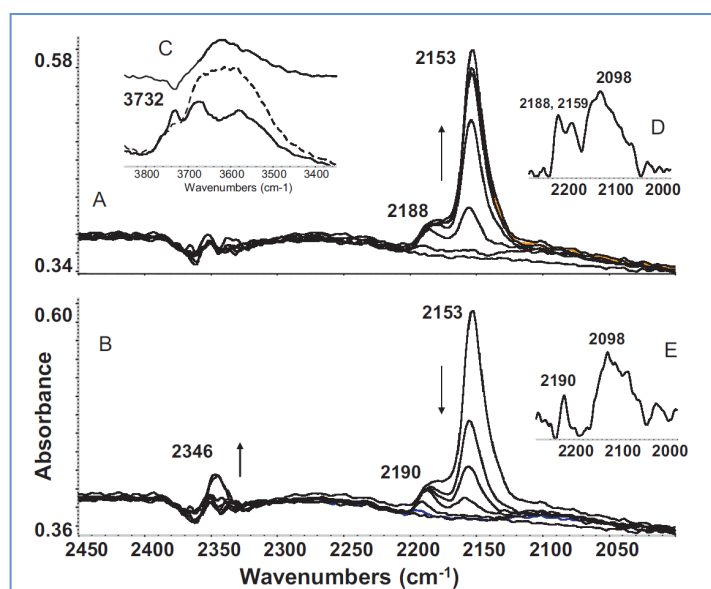 0.58
C
3732
3800 3700 3600 3500 3400
Wavenumbers (cm-1)
2153
2098
2188, 2159
D
2200 2100 2000
A
2188
0.34
0.60
B
2153
2098
E
2190
2200 2100 2000
2346
2190
0.36
Absorbance
2450 2400 2350 2300 2250 2200 2150 2100 2050
Wavenumbers (cm-1)